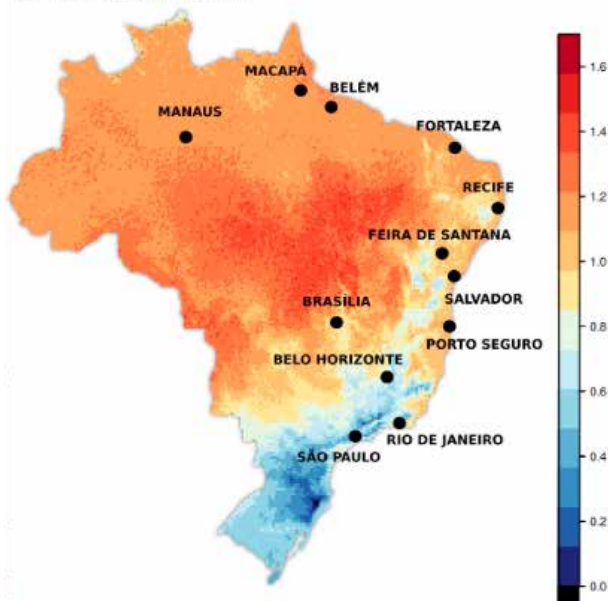 MACAPÁ
BELÉM
MANAUS
FORTALEZA
RECIFE
FEIRA DE SANTANA
BRASÍLIA
SALVADOR
PORTO SEGURO
BELO HORIZONTE
RIO DE JANEIRO
SÃO PAULO
1.6
1.4
1.2
1.0
0.8
0.6
0.4
0.2
0.0